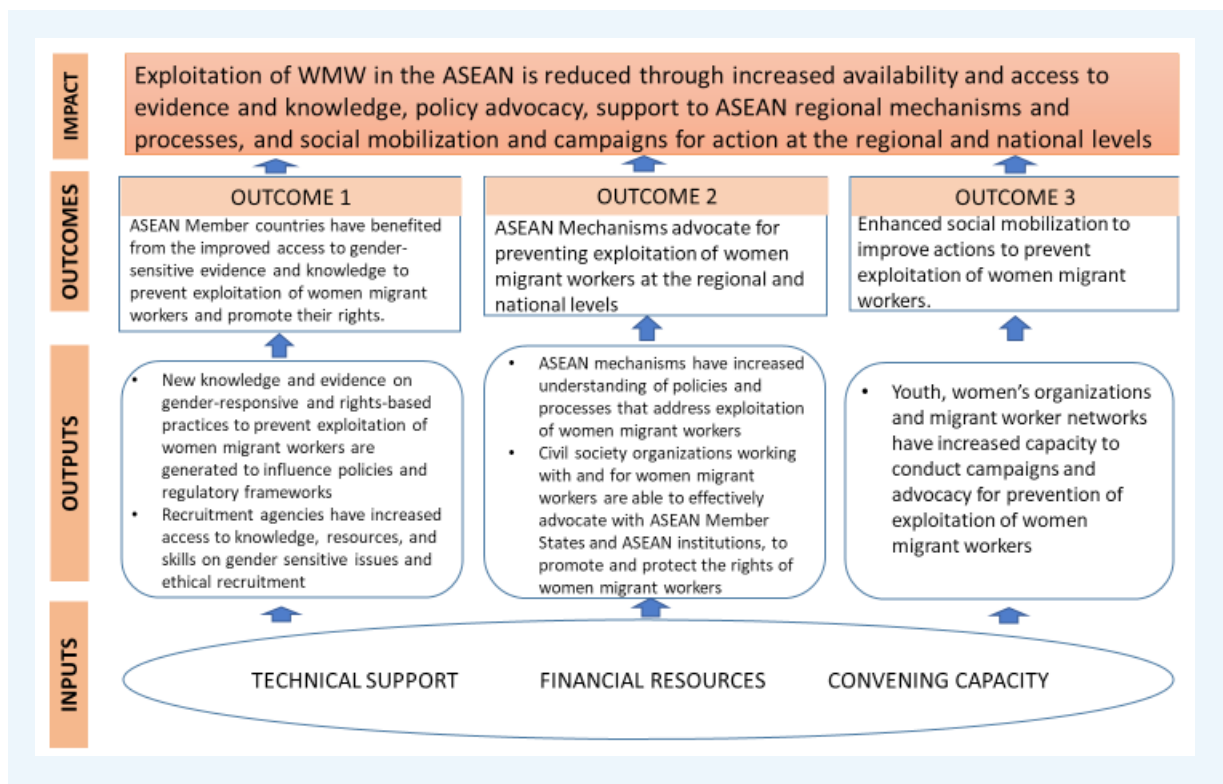 IMPACT
Exploitation of WMW in the ASEAN is reduced through increased availability and access to
evidence and knowledge, policy advocacy, support to ASEAN regional mechanisms and
processes, and social mobilization and campaigns for action at the regional and national levels
OUTCOMES
OUTCOME 1
ASEAN Member countries have benefited
from the improved access to gender-
sensitive evidence and knowledge to
prevent exploitation of women migrant
workers and promote their rights.
OUTCOME 2
ASEAN Mechanisms advocate for
preventing exploitation of women
migrant workers at the regional and
national levels
OUTCOME 3
Enhanced social mobilization to
improve actions to prevent
exploitation of women migrant
workers.
OUTPUTS
• New knowledge and evidence on
gender-responsive and rights-based
practices to prevent exploitation of
women migrant workers are
generated to influence policies and
regulatory frameworks
• Recruitment agencies have increased
access to knowledge, resources, and
skills on gender sensitive issues and
ethical recruitment
• ASEAN mechanisms have increased
understanding of policies and
processes that address exploitation
of women migrant workers
• Civil society organizations working
with and for women migrant
workers are able to effectively
advocate with ASEAN Member
States and ASEAN institutions, to
promote and protect the rights of
women migrant workers
• Youth, women's organizations
and migrant worker networks
have increased capacity to
conduct campaigns and
advocacy for prevention of
exploitation of women
migrant workers
INPUTS
TECHNICAL SUPPORT
FINANCIAL RESOURCES
CONVENING CAPACITY